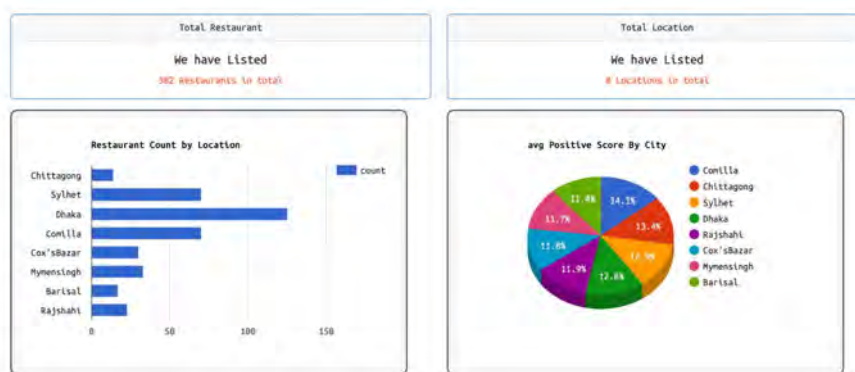 Total Restaurant
We have Listed
382 Restaurants in total
Total Location
We have Listed
8 Locations in total
Restaurant Count by Location
count
Chittagong
Sylhet
Dhaka
Comilla
Cox'sBazar
Mymensingh
Barisal
Rajshahi
0
50
100
150
avg Positive Score By City
14.1%
13.4%
12.6%
11.9%
11.7%
Comilla
Chittagong
Sylhet
Dhaka
Rajshahi
Cox'sBazar
Mymensingh
Barisal